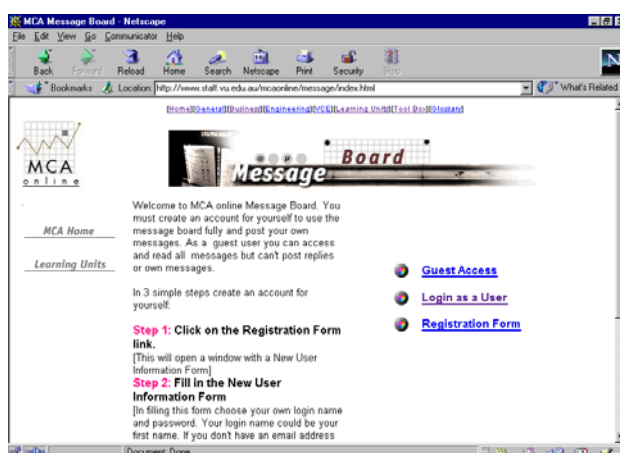 MCA Message Board - Netscape
File Edit View Go Communicator Help
Back Forward Reload Home Search Netscape Print Security Stop
Bookmarks Location: http://www.staff.vu.edu.au/mcaonline/message/index.html What's Related
[Home][General][Business][Engineering][VCE][Learning Units][Tool Box][Glossary]
MCA
online
Message Board
MCA Home
Learning Units
Welcome to MCA online Message Board. You
must create an account for yourself to use the
message board fully and post your own
messages. As a guest user you can access
and read all messages but can't post replies
or own messages.
In 3 simple steps create an account for
yourself:
Step 1: Click on the Registration Form
link.
[This will open a window with a New User
Information Form]
Step 2: Fill in the New User
Information Form
[In filling this form choose your own login name
and password. Your login name could be your
first name. If you don't have an email address
Guest Access
Login as a User
Registration Form
Document: Done